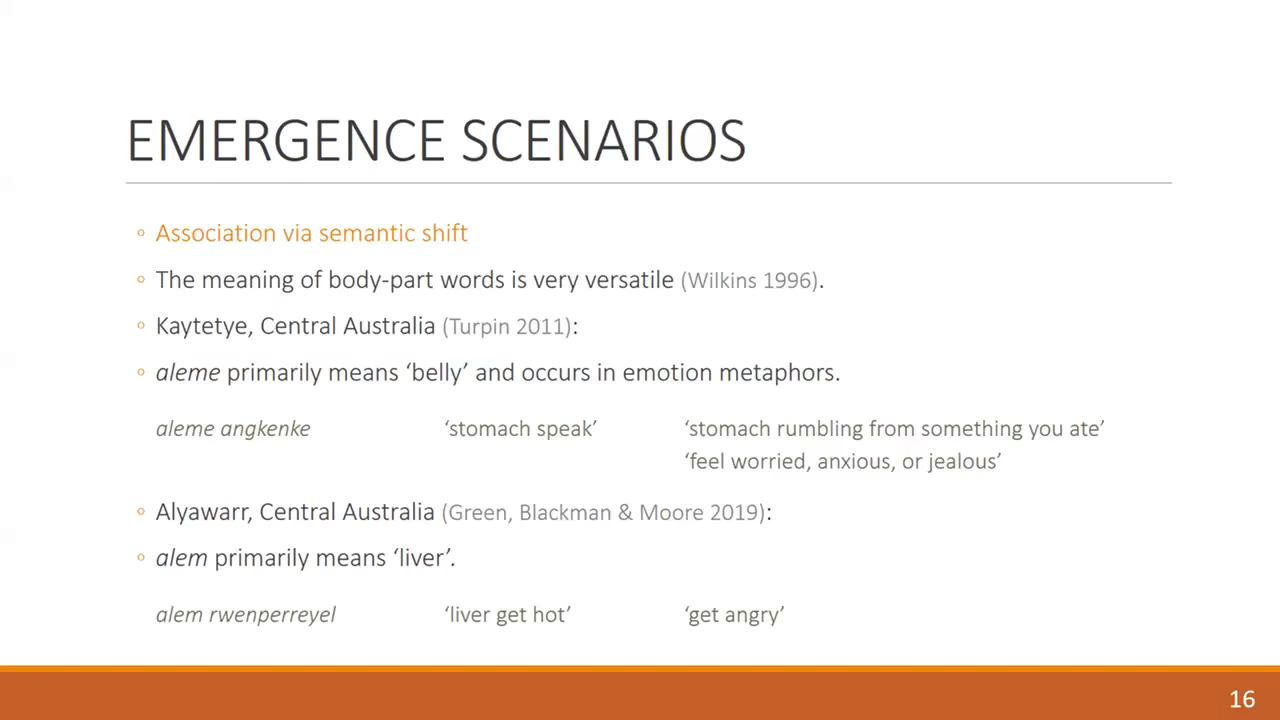 EMERGENCE SCENARIOS
◦ Association via semantic shift
◦ The meaning of body-part words is very versatile (Wilkins 1996).
◦ Kaytetye, Central Australia (Turpin 2011):
◦ aleme primarily means ‘belly’ and occurs in emotion metaphors.
aleme angkenke ‘stomach speak’ ‘stomach rumbling from something you ate’
‘feel worried, anxious, or jealous’
◦ Alyawarr, Central Australia (Green, Blackman & Moore 2019):
◦ alem primarily means ‘liver’.
alem rwenperreyel ‘liver get hot’ ‘get angry’
16